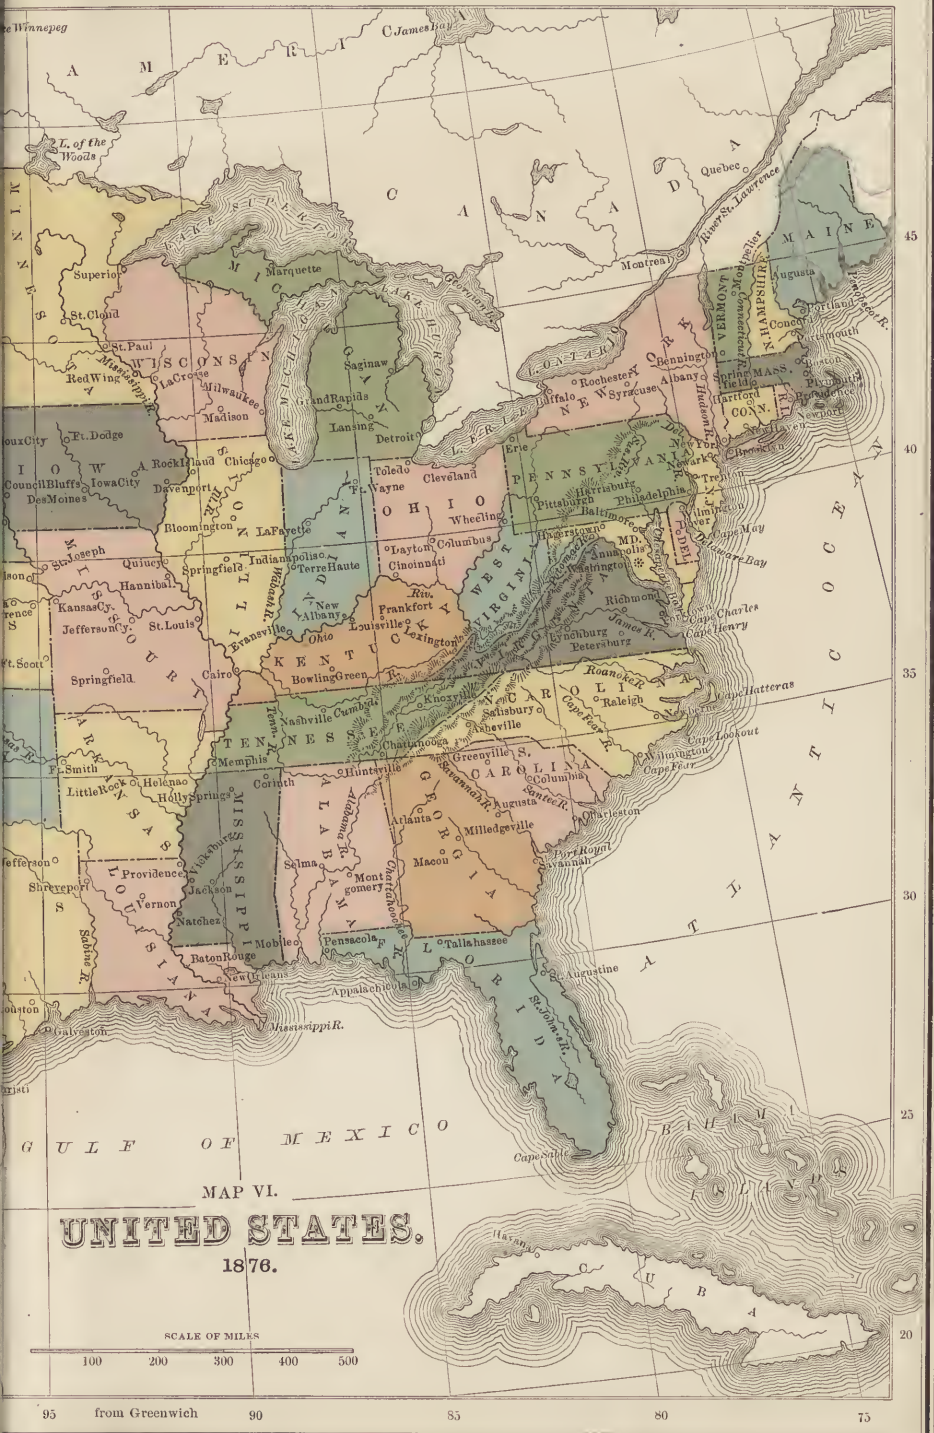 Winnepeg
A M E R I C A
James Bay
L. of the
Woods
C A N A D A
Quebec
River St. Lawrence
Montreal
LAKE SUPERIOR
MAINE
45
Augusta
Portland
Penobscot R.
Montpelier
VERMONT
Connecticut R.
N. HAMPSHIRE
Concord
Portsmouth
Superior
MICHIGAN
Marquette
LAKE MICHIGAN
LAKE HURON
Georgian B.
St. Cloud
St. Paul
Red Wing
Mississippi R.
WISCONSIN
La Crosse
Milwaukee
Madison
Saginaw
Grand Rapids
Lansing
Detroit
L. ONTARIO
L. ERIE
Rochester
Buffalo
Syracuse
NEW YORK
Albany
Bennington
Hudson R.
Springfield
MASS.
Boston
Plymouth
Hartford
CONN.
R.I.
Providence
Newport
New Haven
Brooklyn
New York
Newark
40
Sioux City
Ft. Dodge
IOWA
Council Bluffs
Iowa City
Des Moines
Rock Island
Davenport
Chicago
Toledo
Ft. Wayne
Cleveland
OHIO
Wheeling
Erie
PENNSYLVANIA
Pittsburgh
Harrisburg
Philadelphia
Trenton
N.J.
Wilmington
Dover
Cape May
Delaware Bay
Baltimore
Hagerstown
MD.
DEL.
Annapolis
Washington
Potomac
Bloomington
Ill. R.
ILLINOIS
Springfield
La Fayette
Indianapolis
Terre Haute
INDIANA
New
Albany
Wabash R.
Evansville
Dayton
Columbus
Cincinnati
WEST
VIRGINIA
VIRGINIA
Richmond
James R.
Lynchburg
Petersburg
Cape Charles
Cape Henry
St. Joseph
Quincy
Hannibal
Kansas Cy.
Jefferson Cy.
St. Louis
MISSOURI
Springfield
Cairo
Ft. Scott
Riv.
Frankfort
Louisville
Lexington
Ohio
KENTUCKY
Bowling Green
35
TENNESSEE
Tenn. R.
Nashville
Cumbd.
Knoxville
Chattanooga
Memphis
N. CAROLINA
Roanoke R.
Raleigh
Salisbury
Asheville
Cape Fear R.
Newberne
Cape Hatteras
Cape Lookout
Wilmington
Cape Fear
ARKANSAS
Ft. Smith
Little Rock
Helena
Holly Springs
Corinth
Huntsville
Greenville
S. CAROLINA
Columbia
Santee R.
Savannah R.
Augusta
Charleston
Port Royal
Savannah
MISSISSIPPI
Vicksburg
Jackson
Natchez
ALABAMA
Alabama R.
Selma
Montgomery
Chattahoochee R.
GEORGIA
Atlanta
Milledgeville
Macon
Jefferson
Shreveport
Providence
Vernon
LOUISIANA
Sabine R.
Baton Rouge
New Orleans
Mobile
Pensacola
Tallahassee
FLORIDA
Appalachicola
St. Augustine
St. John's R.
Cape Sable
30
Houston
Galveston
Mississippi R.
Christi
ATLANTIC OCEAN
GULF OF MEXICO
BAHAMA
ISLANDS
25
Havana
CUBA
20
MAP VI.
UNITED STATES.
1876.
SCALE OF MILES
100 200 300 400 500
95 from Greenwich 90 85 80 75